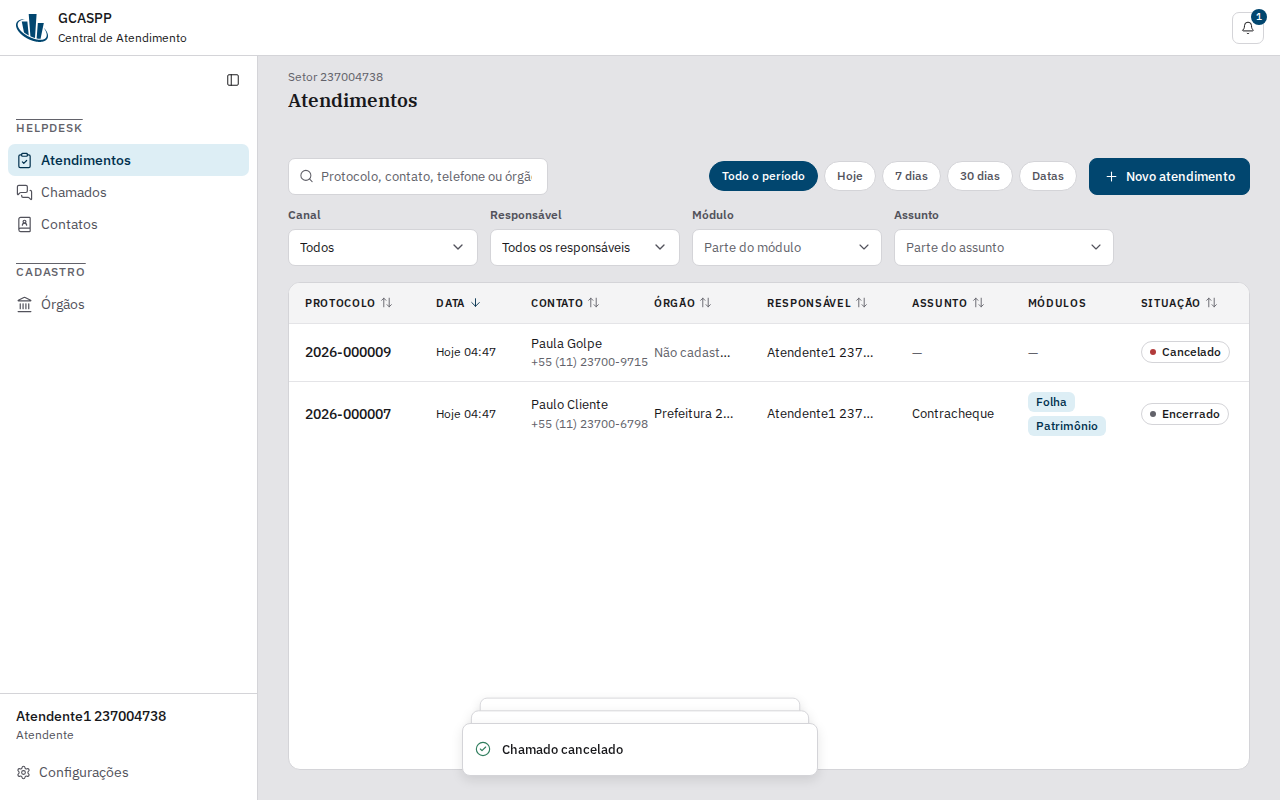 GCASPP
Central de Atendimento
1
HELPDESK
Atendimentos
Chamados
Contatos
CADASTRO
Órgãos
Atendente1 237004738
Atendente
Configurações
Setor 237004738
Atendimentos
Protocolo, contato, telefone ou órgã
Todo o período
Hoje
7 dias
30 dias
Datas
Novo atendimento
Canal
Responsável
Módulo
Assunto
Todos
Todos os responsáveis
Parte do módulo
Parte do assunto
PROTOCOLO DATA CONTATO ÓRGÃO RESPONSÁVEL ASSUNTO MÓDULOS SITUAÇÃO
2026-000009 Hoje 04:47 Paula Golpe Não cadast... Atendente1 237... — — Cancelado
+55 (11) 23700-9715
2026-000007 Hoje 04:47 Paulo Cliente Prefeitura 2... Atendente1 237... Contracheque Folha Encerrado
+55 (11) 23700-6798 Patrimônio
Chamado cancelado